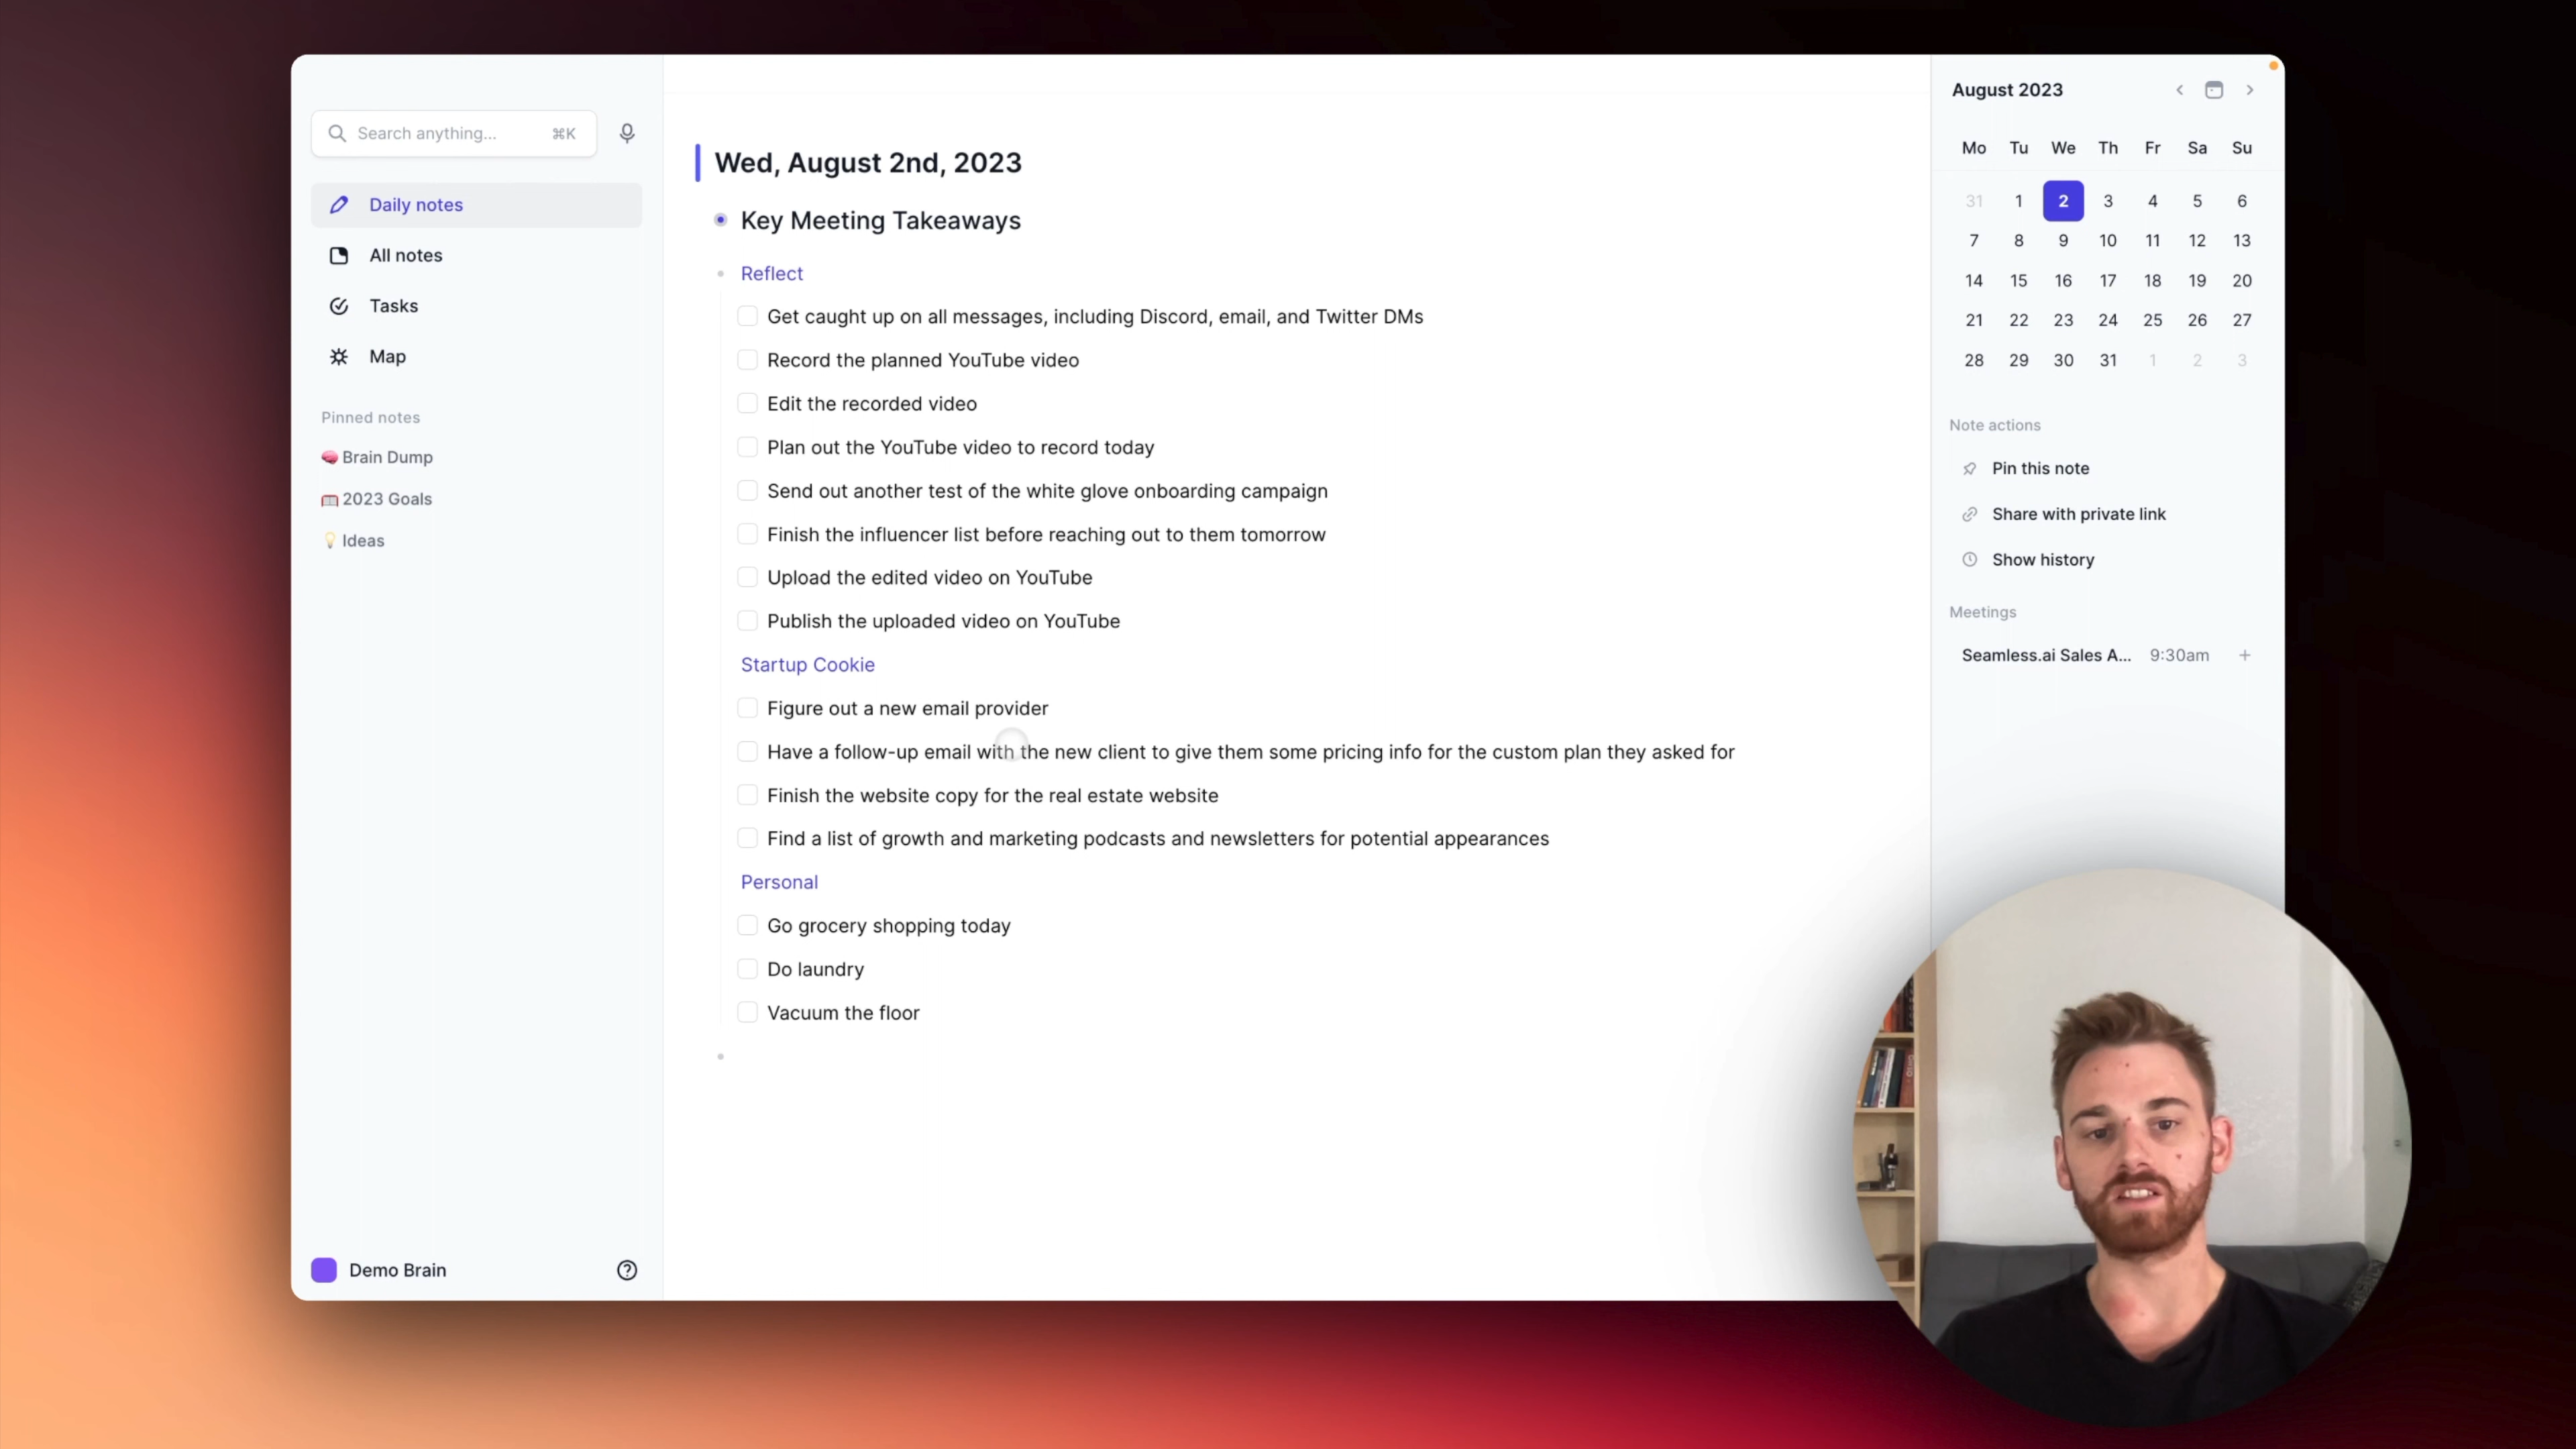 Search anything... ⌘K
Daily notes
All notes
Tasks
Map
Pinned notes
🧠 Brain Dump
📖 2023 Goals
💡 Ideas
Demo Brain
Wed, August 2nd, 2023
Key Meeting Takeaways
Reflect
Get caught up on all messages, including Discord, email, and Twitter DMs
Record the planned YouTube video
Edit the recorded video
Plan out the YouTube video to record today
Send out another test of the white glove onboarding campaign
Finish the influencer list before reaching out to them tomorrow
Upload the edited video on YouTube
Publish the uploaded video on YouTube
Startup Cookie
Figure out a new email provider
Have a follow-up email with the new client to give them some pricing info for the custom plan they asked for
Finish the website copy for the real estate website
Find a list of growth and marketing podcasts and newsletters for potential appearances
Personal
Go grocery shopping today
Do laundry
Vacuum the floor
August 2023
Mo Tu We Th Fr Sa Su
31 1 2 3 4 5 6
7 8 9 10 11 12 13
14 15 16 17 18 19 20
21 22 23 24 25 26 27
28 29 30 31 1 2 3
Note actions
Pin this note
Share with private link
Show history
Meetings
Seamless.ai Sales A... 9:30am +